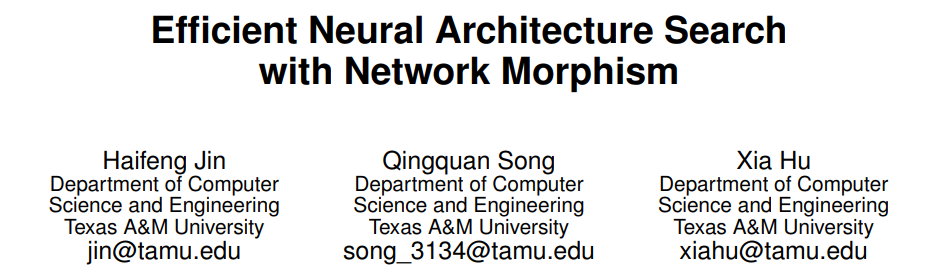 Efficient Neural Architecture Search
with Network Morphism
Haifeng Jin
Department of Computer
Science and Engineering
Texas A&M University
jin@tamu.edu
Qingquan Song
Department of Computer
Science and Engineering
Texas A&M University
song_3134@tamu.edu
Xia Hu
Department of Computer
Science and Engineering
Texas A&M University
xiahu@tamu.edu